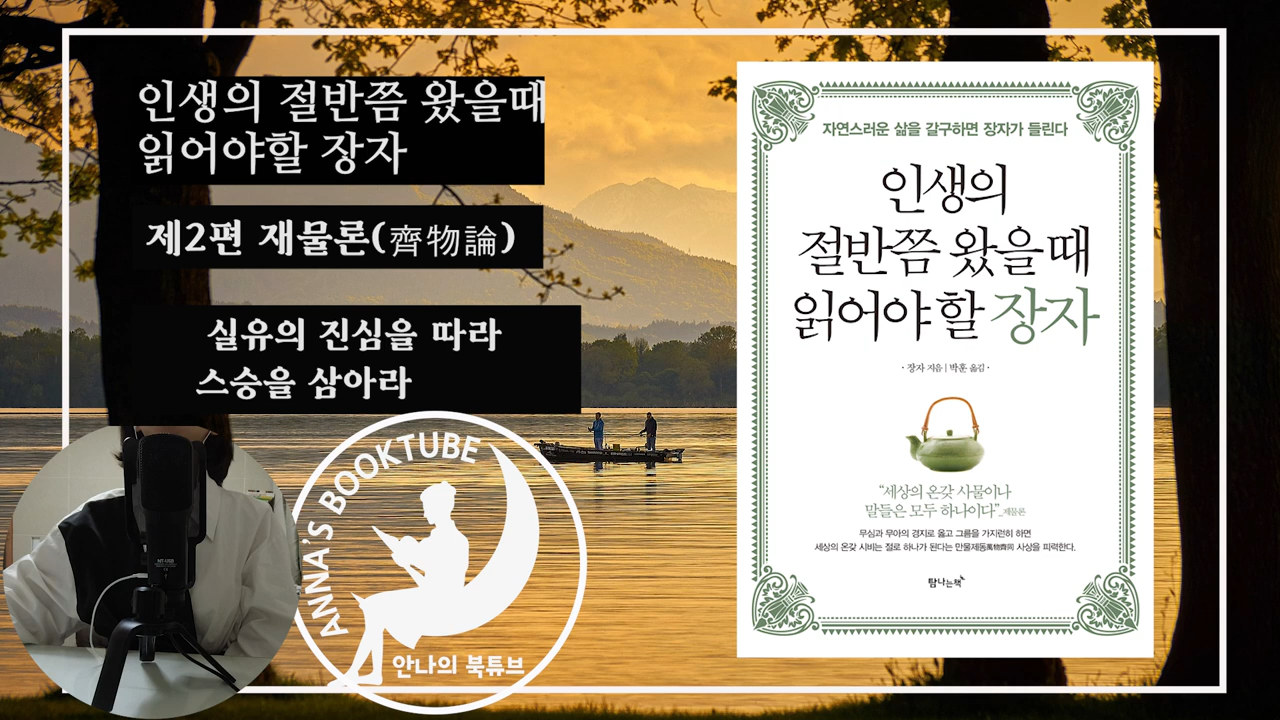 인생의 절반쯤 왔을때
읽어야할 장자
제2편 재물론(齊物論)
실유의 진심을 따라
스승을 삼아라
ANNA'S BOOKTUBE
안나의 북튜브
자연스러운 삶을 갈구하면 장자가 들린다
인생의
절반쯤 왔을 때
읽어야 할 장자
· 장자 지음 | 박훈 옮김 ·
“세상의 온갖 사물이나
말들은 모두 하나이다”_제물론
무심과 무아의 경지로 옳고 그름을 가지런히 하면
세상의 온갖 시비는 절로 하나가 된다는 만물제동萬物齊同 사상을 피력한다.
탐나는책